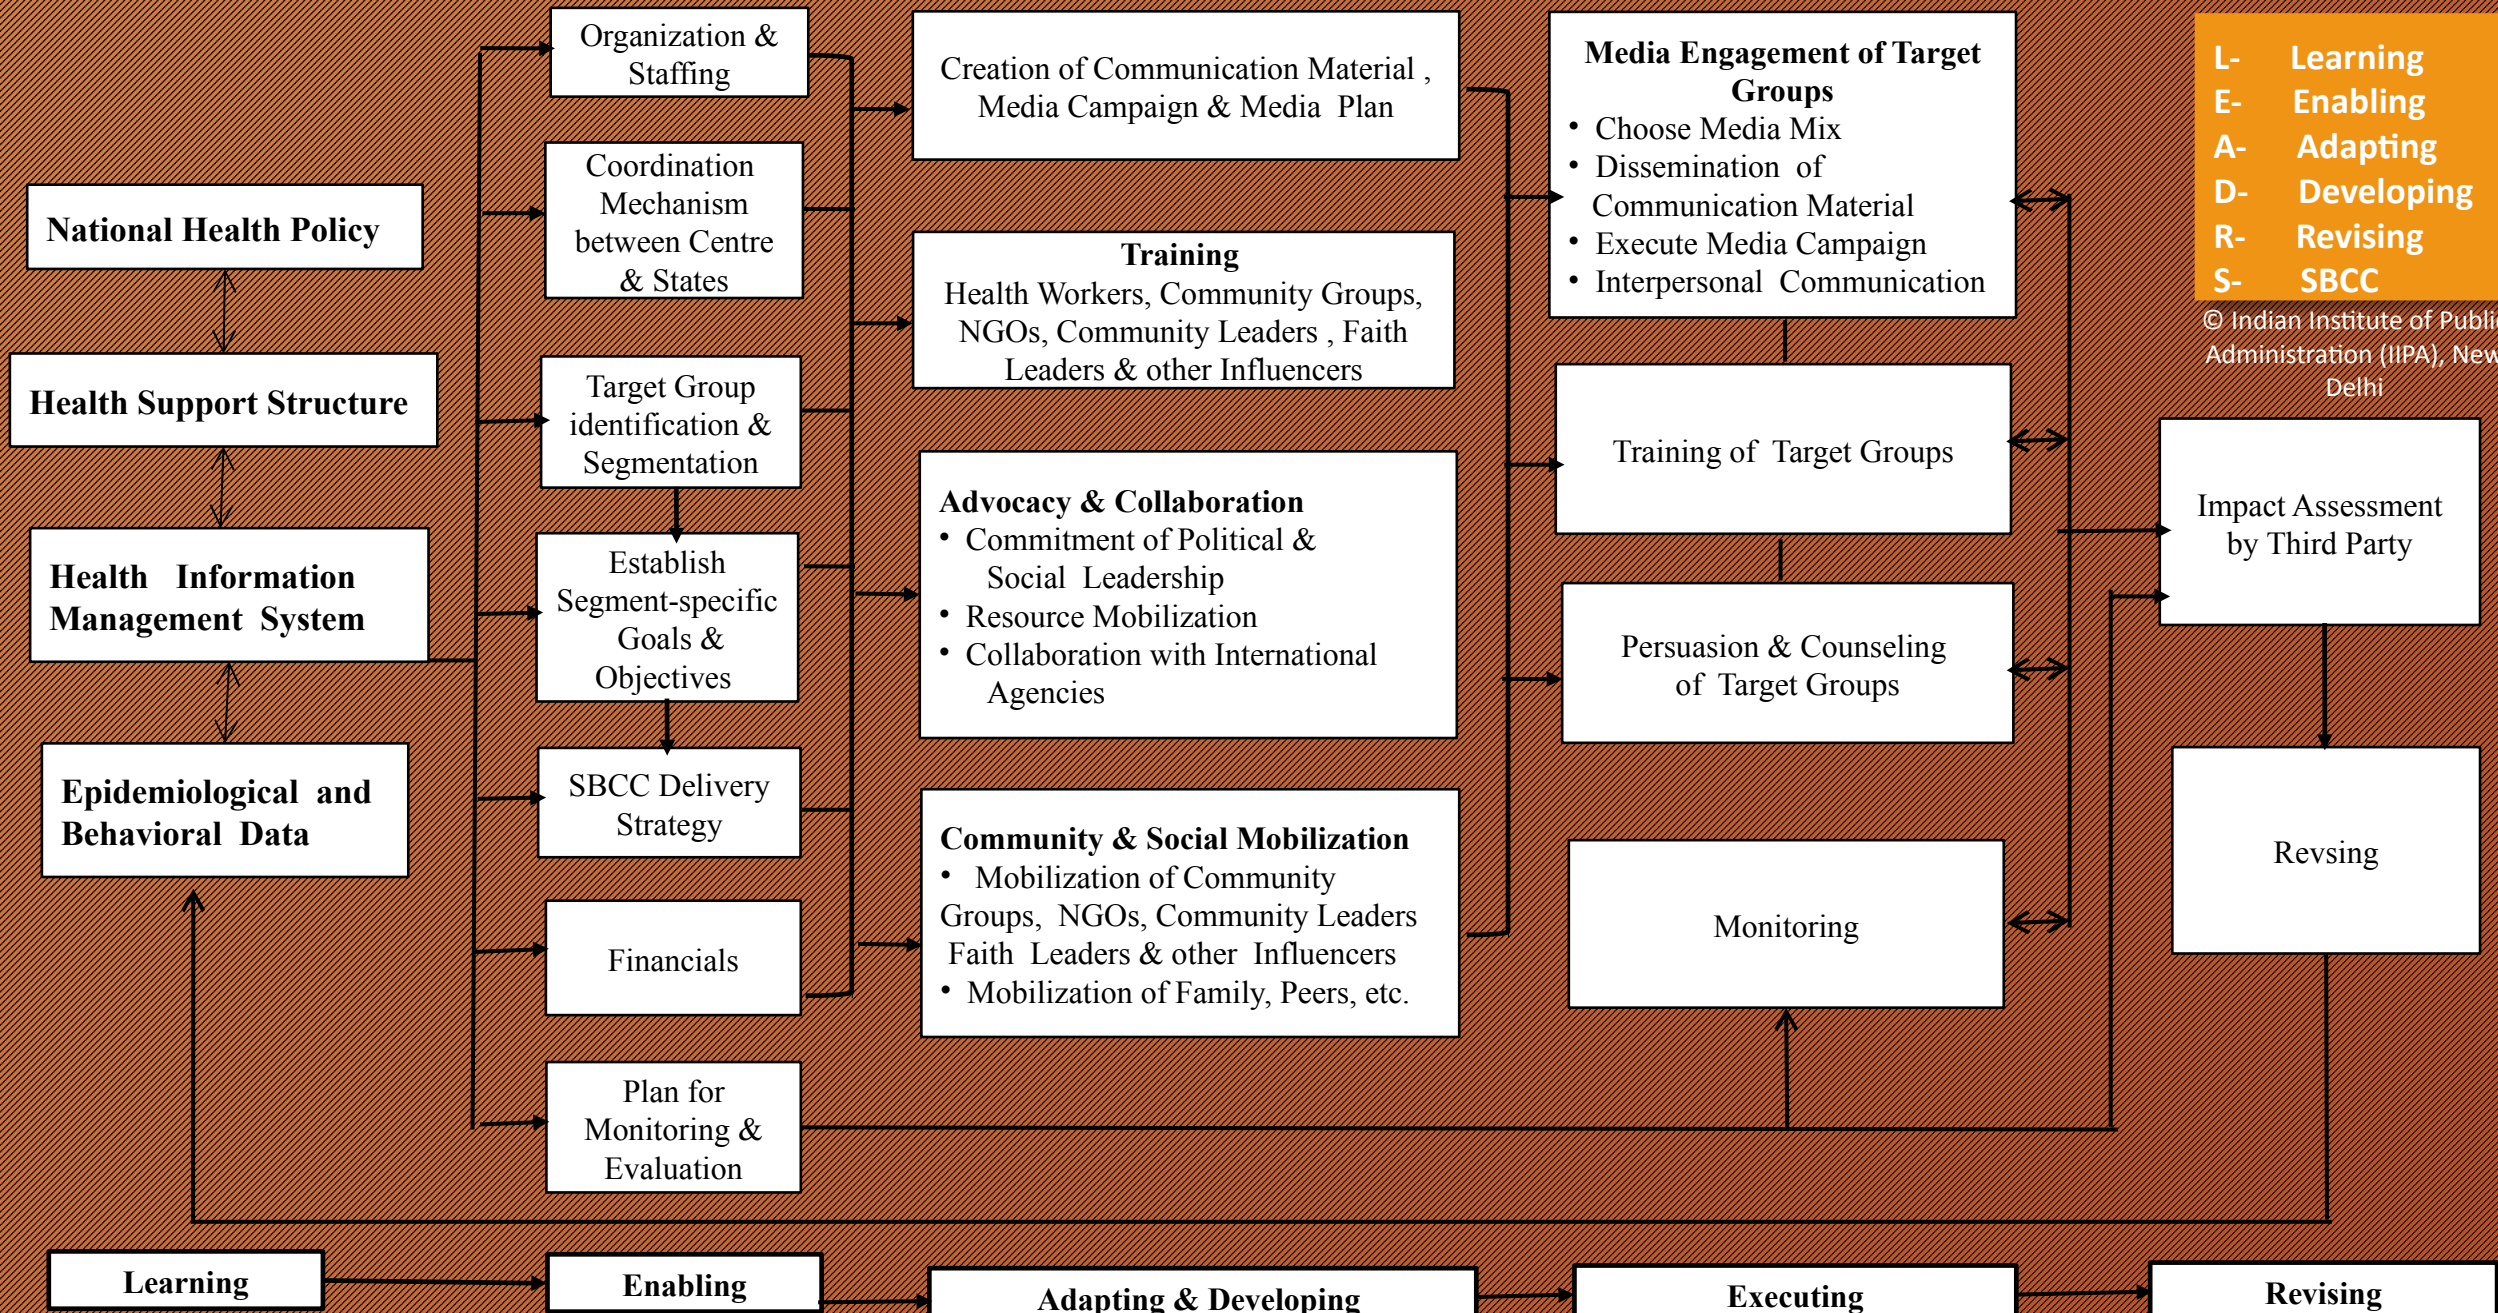 National Health Policy
Health Support Structure
Health Information
Management System
Epidemiological and
Behavioral Data
Organization &
Staffing
Coordination
Mechanism
between Centre
& States
Target Group
identification &
Segmentation
Establish
Segment-specific
Goals &
Objectives
SBCC Delivery
Strategy
Financials
Plan for
Monitoring &
Evaluation
Creation of Communication Material ,
Media Campaign & Media Plan
Training
Health Workers, Community Groups,
NGOs, Community Leaders , Faith
Leaders & other Influencers
Advocacy & Collaboration
• Commitment of Political &
Social Leadership
• Resource Mobilization
• Collaboration with International
Agencies
Community & Social Mobilization
• Mobilization of Community
Groups, NGOs, Community Leaders
Faith Leaders & other Influencers
• Mobilization of Family, Peers, etc.
Media Engagement of Target
Groups
• Choose Media Mix
• Dissemination of
Communication Material
• Execute Media Campaign
• Interpersonal Communication
Training of Target Groups
Persuasion & Counseling
of Target Groups
Monitoring
L- Learning
E- Enabling
A- Adapting
D- Developing
R- Revising
S- SBCC
© Indian Institute of Public
Administration (IIPA), New
Delhi
Impact Assessment
by Third Party
Revsing
Learning
Enabling
Adapting & Developing
Executing
Revising